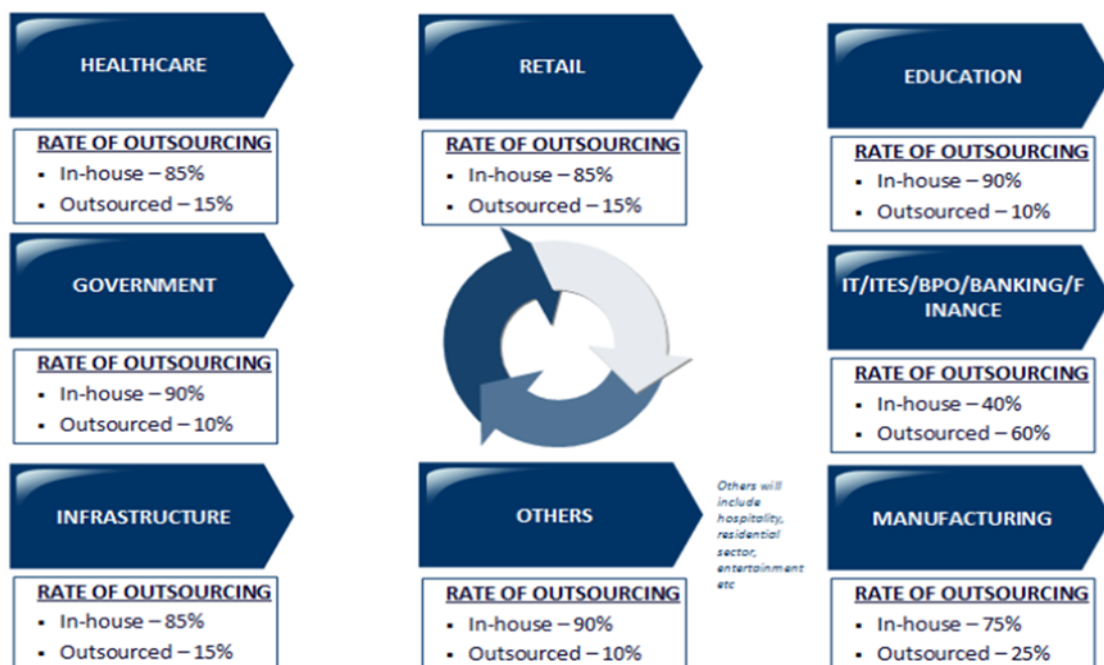 HEALTHCARE
RATE OF OUTSOURCING
▪ In-house – 85%
▪ Outsourced – 15%
RETAIL
RATE OF OUTSOURCING
▪ In-house – 85%
▪ Outsourced – 15%
EDUCATION
RATE OF OUTSOURCING
▪ In-house – 90%
▪ Outsourced – 10%
GOVERNMENT
RATE OF OUTSOURCING
▪ In-house – 90%
▪ Outsourced – 10%
IT/ITES/BPO/BANKING/F
INANCE
RATE OF OUTSOURCING
▪ In-house – 40%
▪ Outsourced – 60%
INFRASTRUCTURE
RATE OF OUTSOURCING
▪ In-house – 85%
▪ Outsourced – 15%
OTHERS
Others will
include
hospitality,
residential
sector,
entertainment
etc
RATE OF OUTSOURCING
▪ In-house – 90%
▪ Outsourced – 10%
MANUFACTURING
RATE OF OUTSOURCING
▪ In-house – 75%
▪ Outsourced – 25%